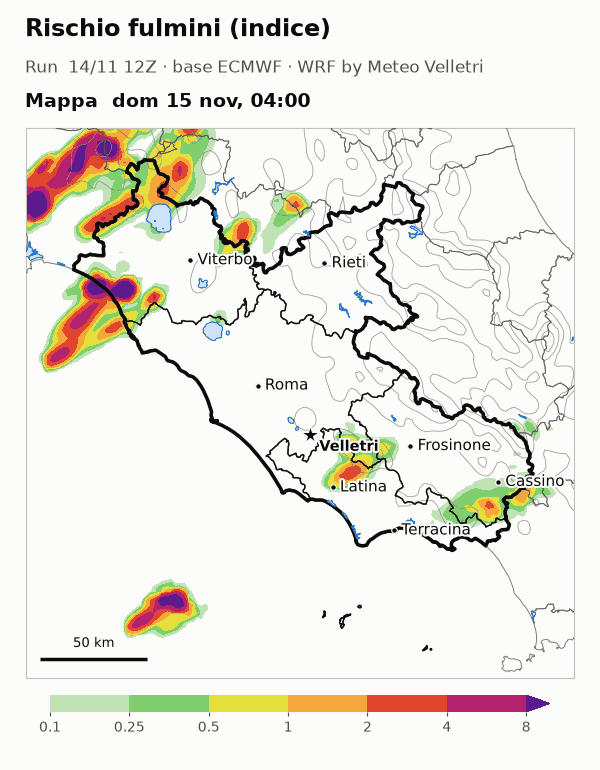 Rischio fulmini (indice)
Run 14/11 12Z · base ECMWF · WRF by Meteo Velletri
Mappa dom 15 nov, 04:00
Viterbo
Rieti
Roma
Velletri
Frosinone
Latina
Cassino
Terracina
50 km
0.1 0.25 0.5 1 2 4 8